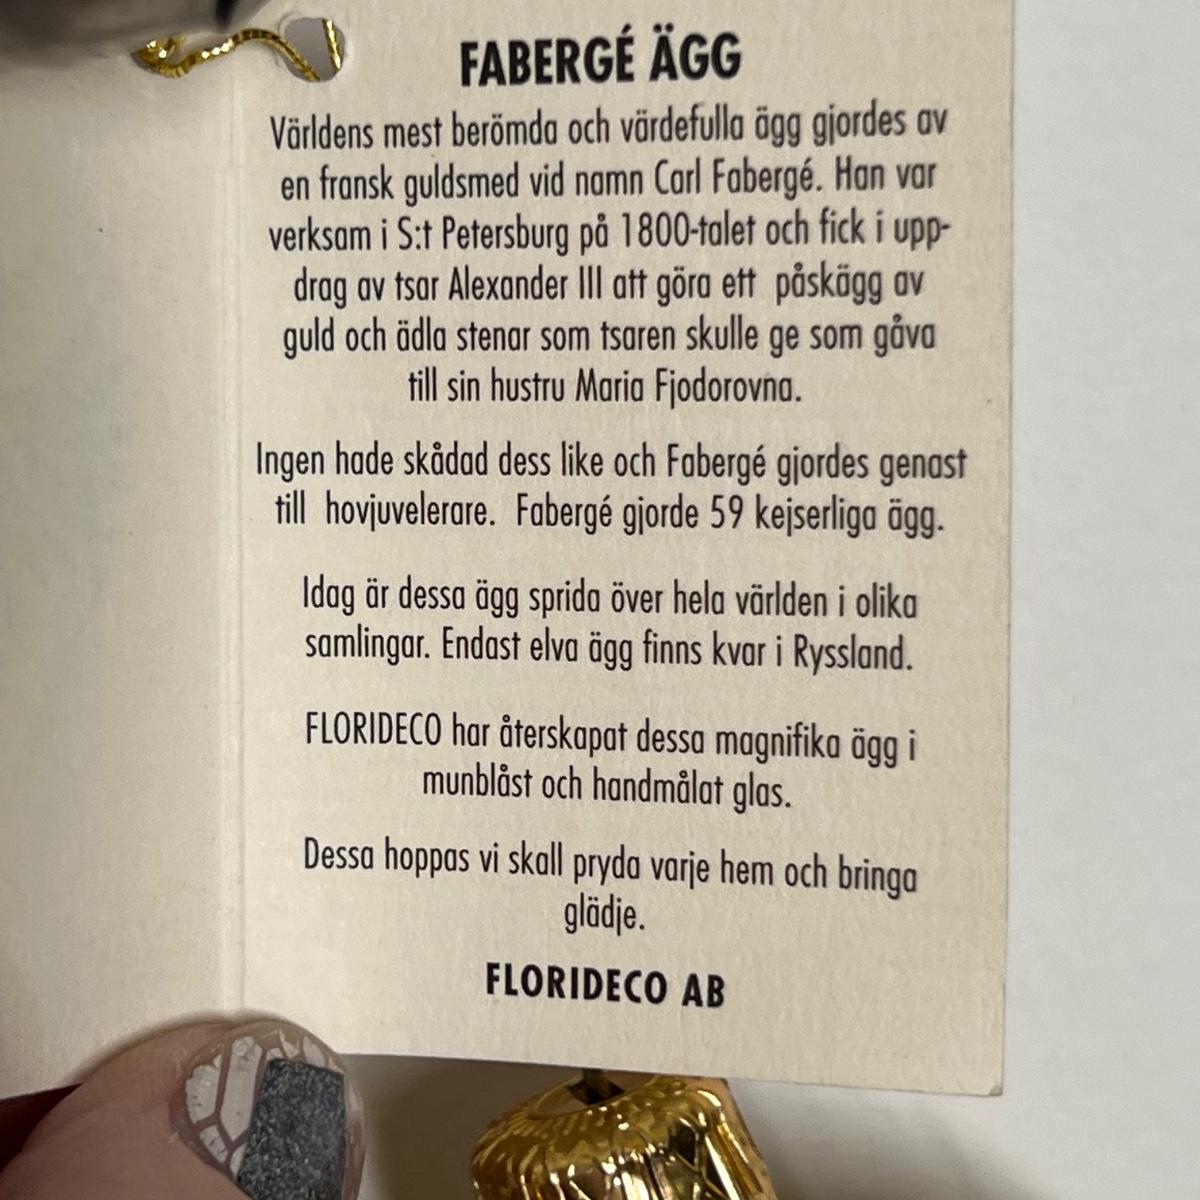 FABERGÉ ÄGG
Världens mest berömda och värdefulla ägg gjordes av
en fransk guldsmed vid namn Carl Fabergé. Han var
verksam i S:t Petersburg på 1800-talet och fick i upp-
drag av tsar Alexander III att göra ett påskägg av
guld och ädla stenar som tsaren skulle ge som gåva
till sin hustru Maria Fjodorovna.
Ingen hade skådad dess like och Fabergé gjordes genast
till hovjuvelerare. Fabergé gjorde 59 kejserliga ägg.
Idag är dessa ägg sprida över hela världen i olika
samlingar. Endast elva ägg finns kvar i Ryssland.
FLORIDECO har återskapat dessa magnifika ägg i
munblåst och handmålat glas.
Dessa hoppas vi skall pryda varje hem och bringa
glädje.
FLORIDECO AB